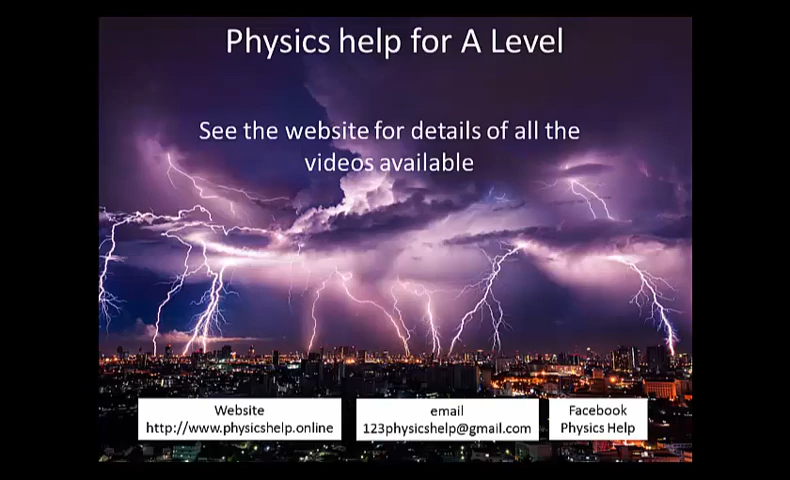 Physics help for A Level
See the website for details of all the
videos available
Website
http://www.physicshelp.online
email
123physicshelp@gmail.com
Facebook
Physics Help